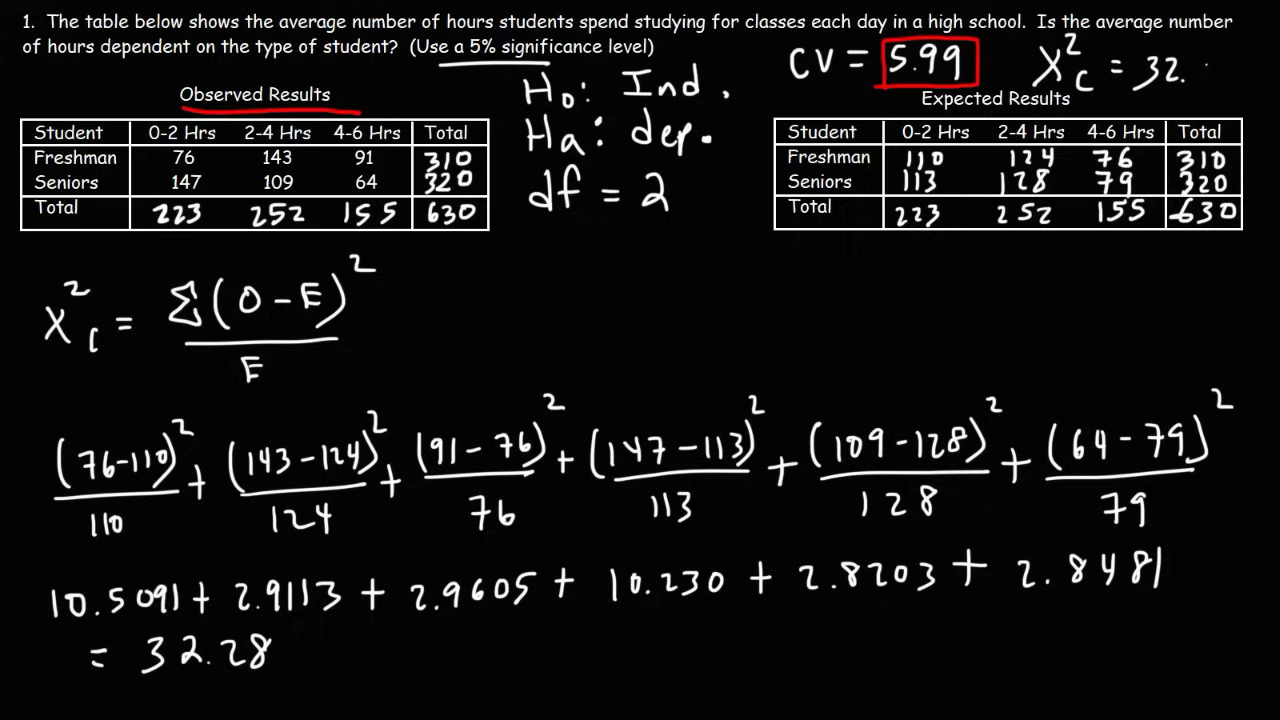 1. The table below shows the average number of hours students spend studying for classes each day in a high school. Is the average number
of hours dependent on the type of student? (Use a 5% significance level)
CV = 5.99 X²c = 32.
H₀: Ind.
Ha: dep.
df = 2
Observed Results
Student 0-2 Hrs 2-4 Hrs 4-6 Hrs Total
Freshman 76 143 91 310
Seniors 147 109 64 320
Total 223 252 155 630
Expected Results
Student 0-2 Hrs 2-4 Hrs 4-6 Hrs Total
Freshman 110 124 76 310
Seniors 113 128 79 320
Total 223 252 155 630
X²c = Σ(O-E)²
E
(76-110)² + (143-124)² + (91-76)² + (147-113)² + (109-128)² + (64-79)²
110 124 76 113 128 79
10.5091 + 2.9113 + 2.9605 + 10.230 + 2.8203 + 2.8481
= 32.28